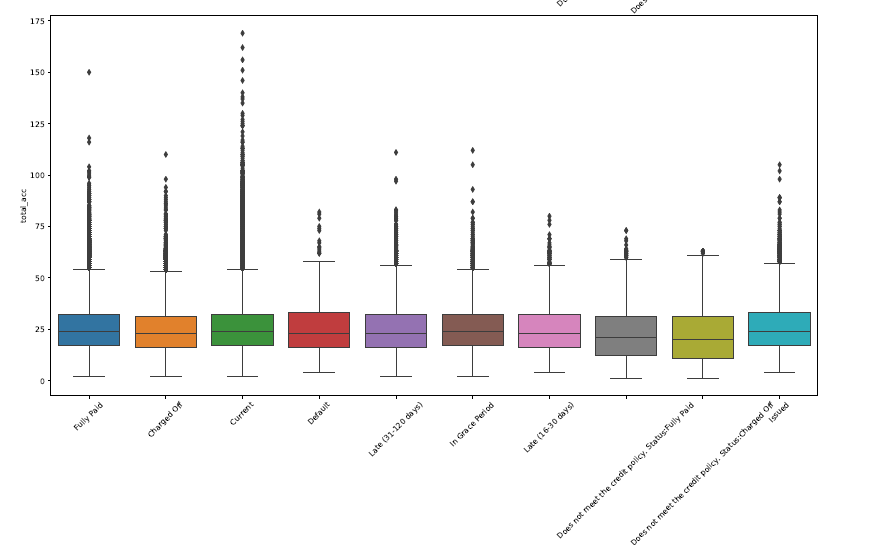 Do
Does
175
150
125
100
75
50
25
0
total_acc
Fully Paid
Charged Off
Current
Default
Late (31-120 days)
In Grace Period
Late (16-30 days)
Does not meet the credit policy. Status:Fully Paid
Does not meet the credit policy. Status:Charged Off
Issued